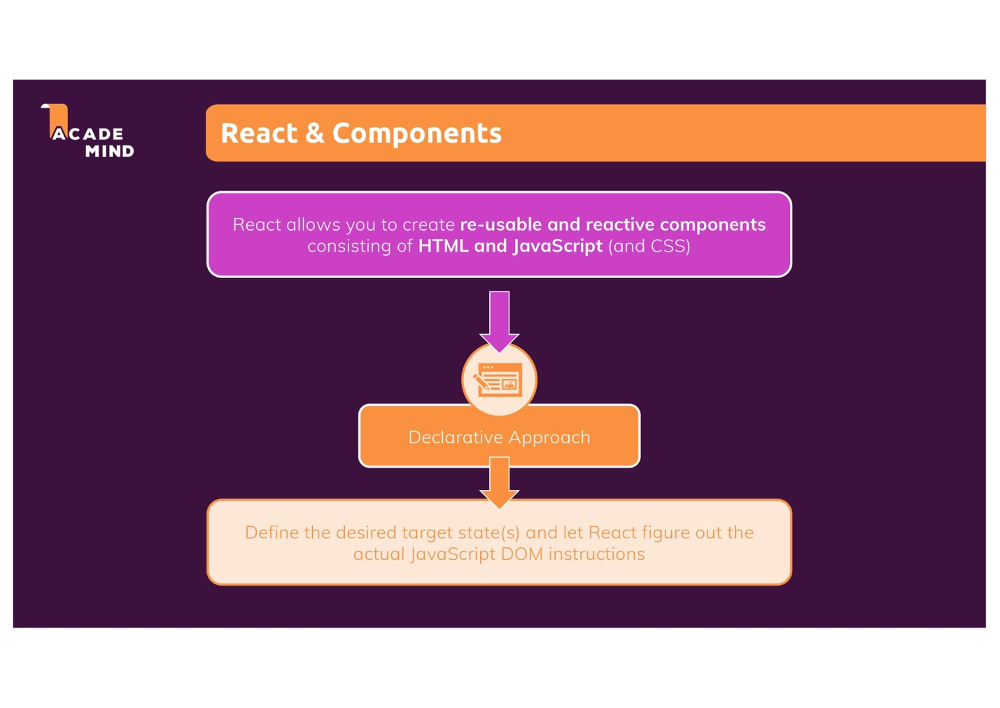 ACADE
MIND
React & Components
React allows you to create re-usable and reactive components
consisting of HTML and JavaScript (and CSS)
Declarative Approach
Define the desired target state(s) and let React figure out the
actual JavaScript DOM instructions